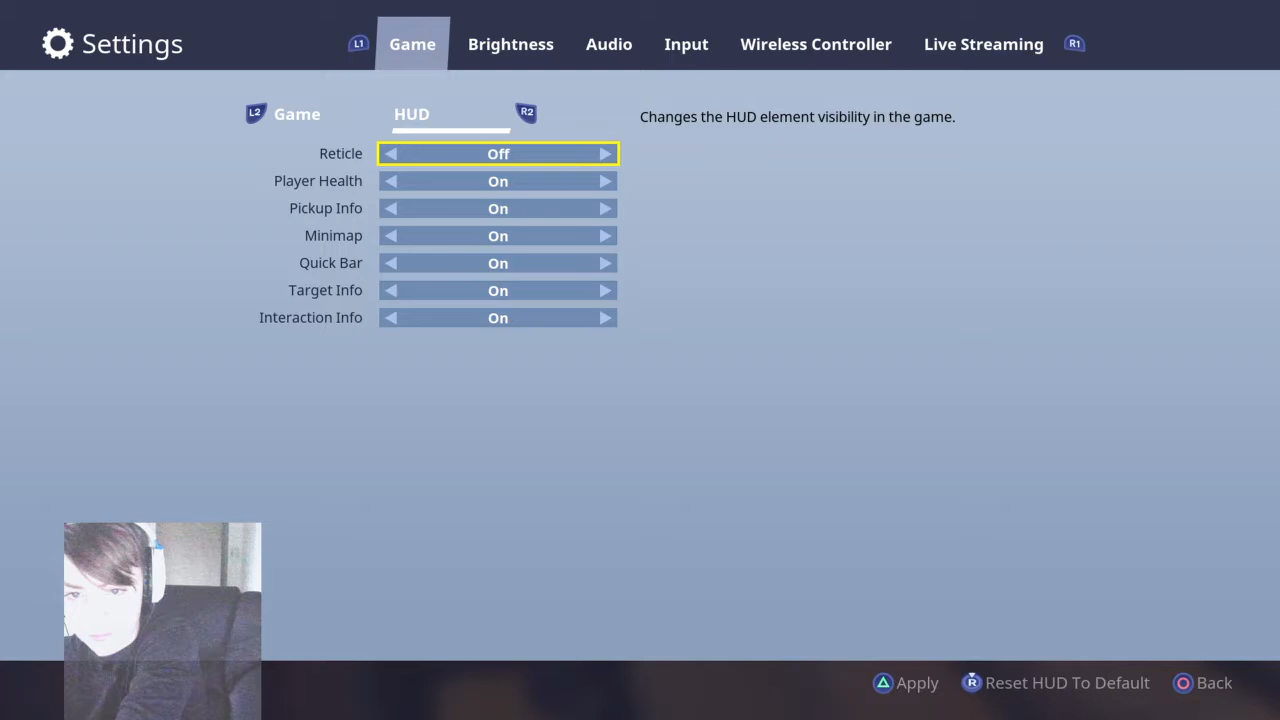 Settings
L1 Game Brightness Audio Input Wireless Controller Live Streaming R1
L2 Game HUD R2
Changes the HUD element visibility in the game.
Reticle Off
Player Health On
Pickup Info On
Minimap On
Quick Bar On
Target Info On
Interaction Info On
Apply R Reset HUD To Default Back